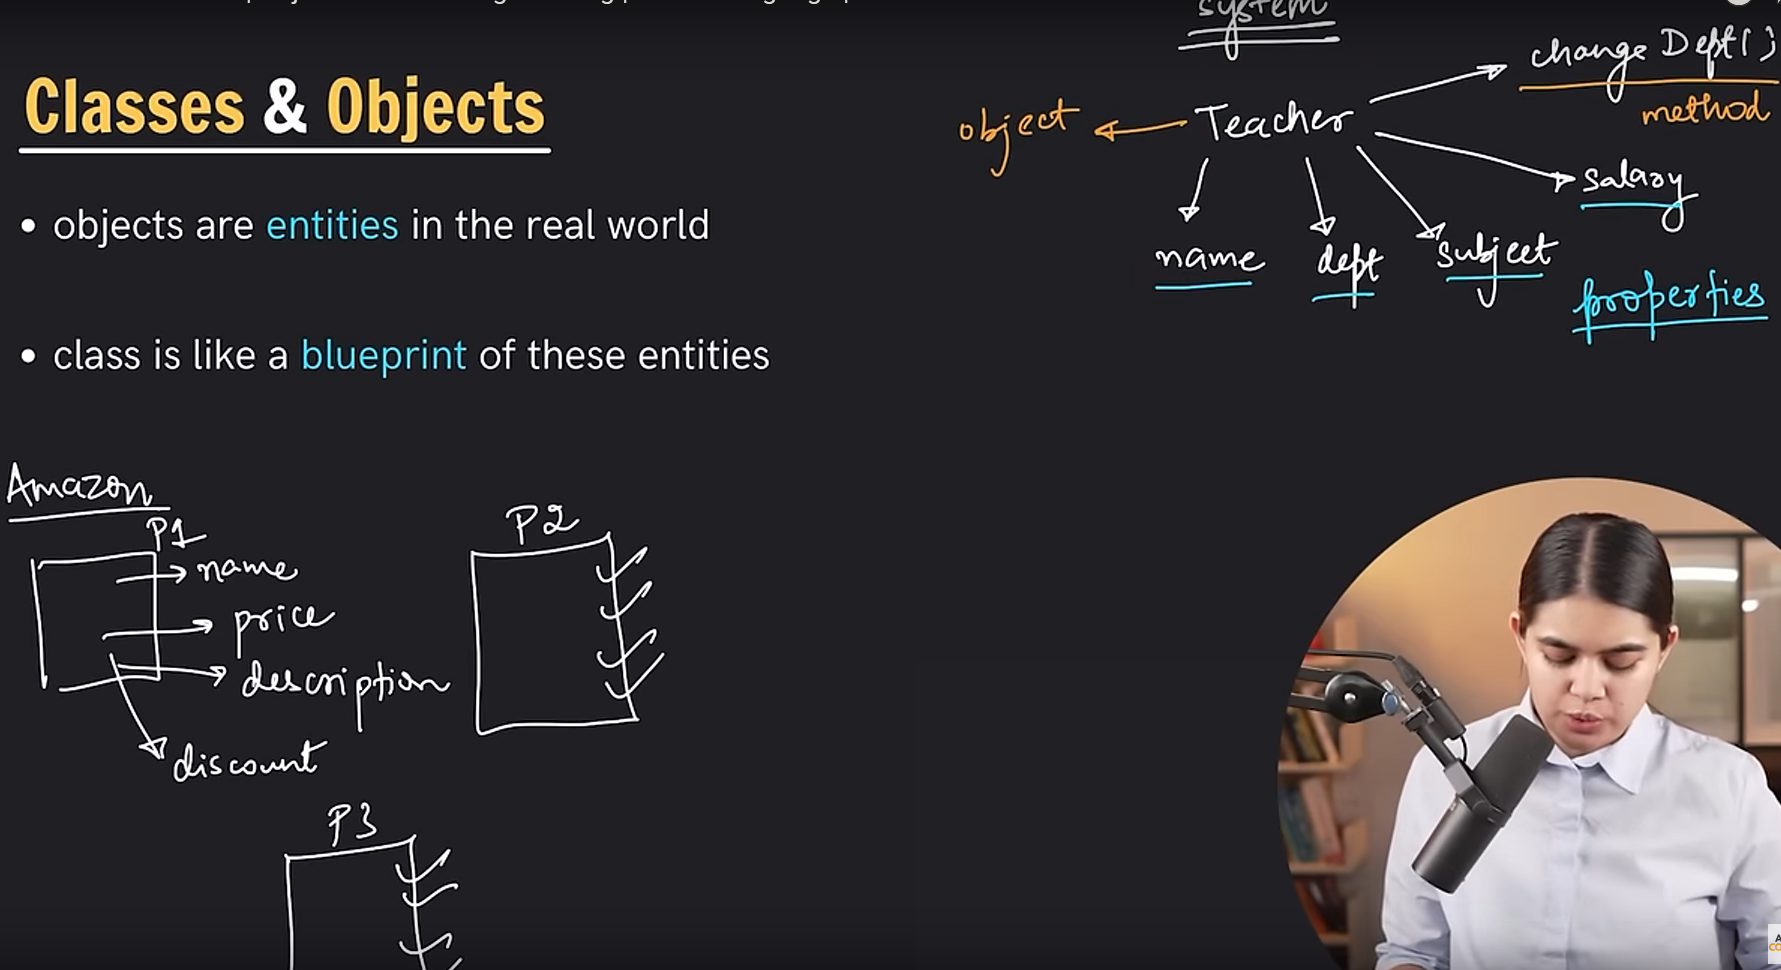 system
Classes & Objects
change Dept()
method
object
Teacher
salary
name
dept
subject
properties
• objects are entities in the real world
• class is like a blueprint of these entities
Amazon
P1
name
price
description
discount
P2
P3